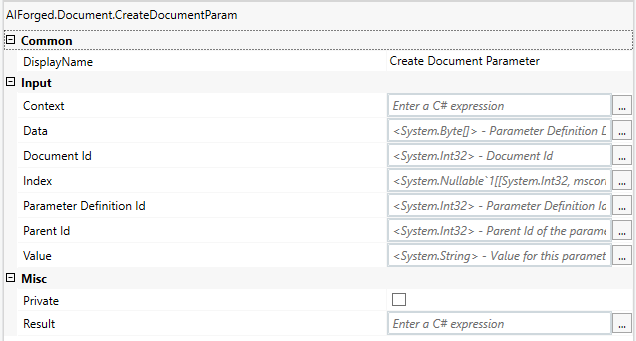 AIForged.Document.CreateDocumentParam
Common
DisplayName Create Document Parameter
Input
Context Enter a C# expression ...
Data <System.Byte[]> - Parameter Definition D ...
Document Id <System.Int32> - Document Id ...
Index <System.Nullable`1[[System.Int32, mscor ...
Parameter Definition Id <System.Int32> - Parameter Definition Id ...
Parent Id <System.Int32> - Parent Id of the parame ...
Value <System.String> - Value for this paramet ...
Misc
Private
Result Enter a C# expression ...